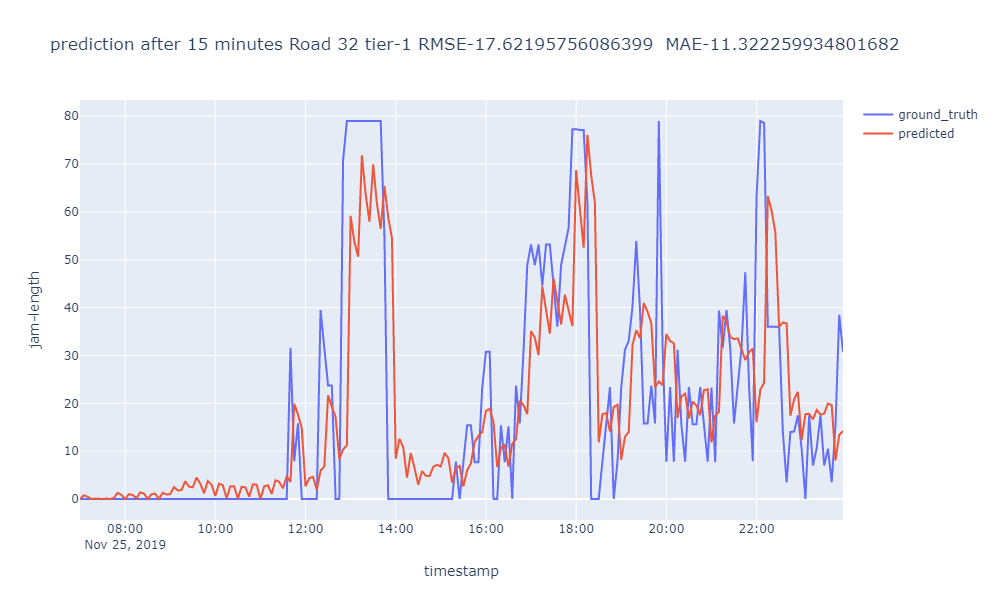 prediction after 15 minutes Road 32 tier-1 RMSE-17.62195756086399  MAE-11.322259934801682
ground_truth
predicted
80
70
60
50
40
30
20
10
0
jam-length
08:00 10:00 12:00 14:00 16:00 18:00 20:00 22:00
Nov 25, 2019
timestamp